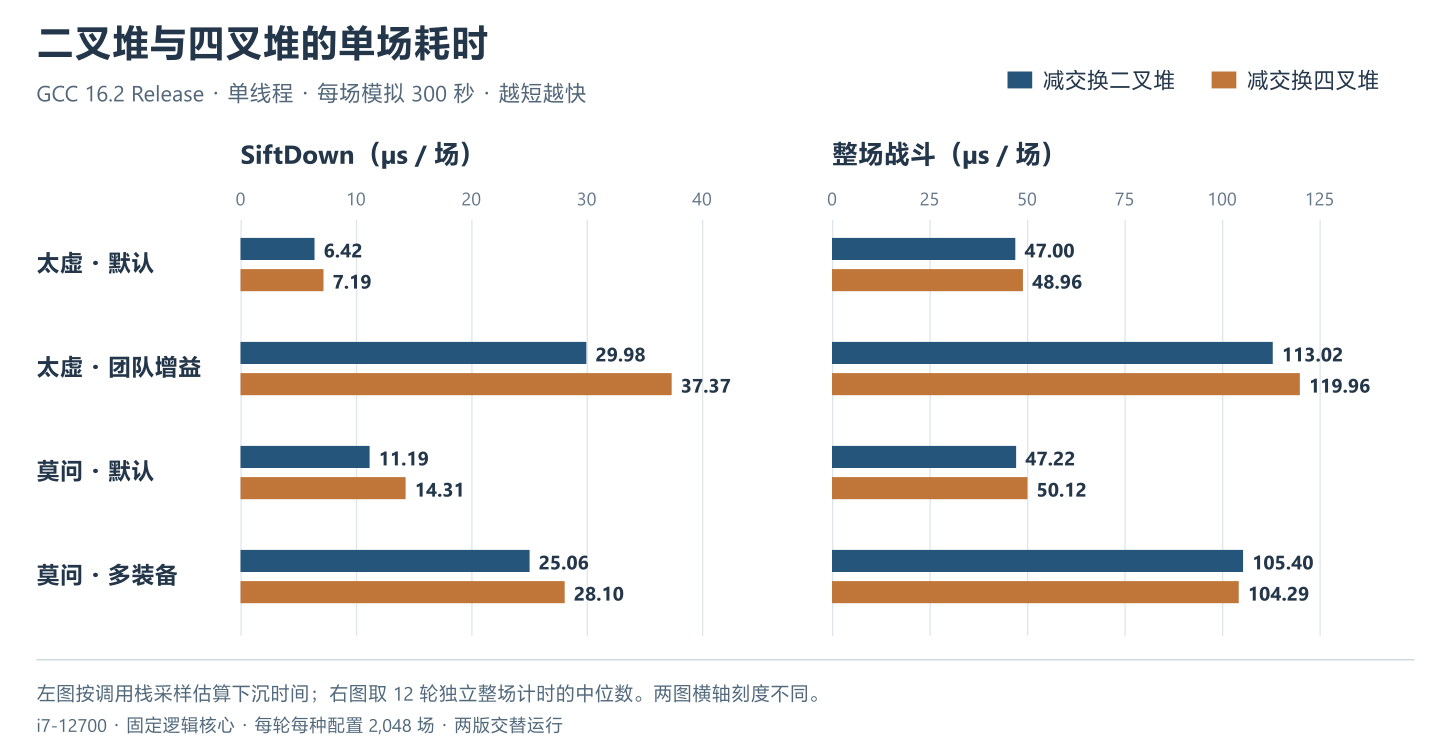 二叉堆与四叉堆的单场耗时
GCC 16.2 Release · 单线程 · 每场模拟 300 秒 · 越短越快
减交换二叉堆 减交换四叉堆
SiftDown（μs / 场） 整场战斗（μs / 场）
0 10 20 30 40 0 25 50 75 100 125
太虚 · 默认
6.42 47.00
7.19 48.96
太虚 · 团队增益
29.98 113.02
37.37 119.96
莫问 · 默认
11.19 47.22
14.31 50.12
莫问 · 多装备
25.06 105.40
28.10 104.29
左图按调用栈采样估算下沉时间；右图取 12 轮独立整场计时的中位数。两图横轴刻度不同。
i7-12700 · 固定逻辑核心 · 每轮每种配置 2,048 场 · 两版交替运行